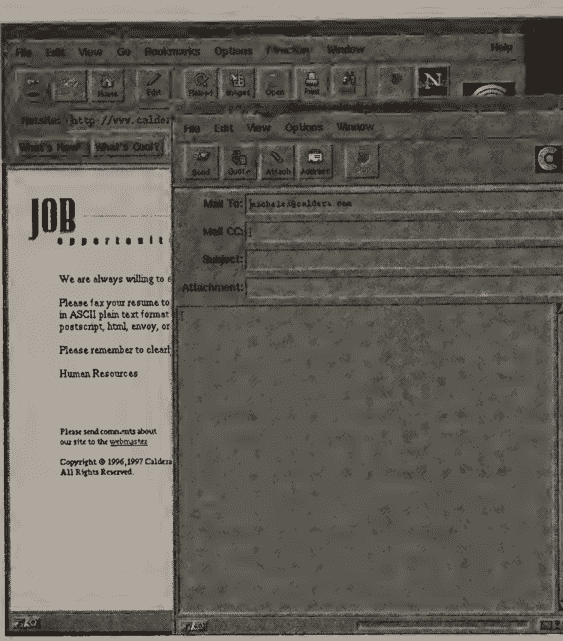 File Edit View Go Bookmarks Options Directory Window Help
Home Edit Reload Images Open Print Find
N
Netsite: http://www.calder
What's New? What's Cool?
File Edit View Options Window
Send Quote Attach Address
C
Mail To: michelez@caldera.com
Mail CC:
Subject:
Attachment:
JOB
opportunit
We are always willing to
Please fax your resume to
in ASCII plain text format
postscript, html, envoy, or
Please remember to clearl
Human Resources
Please send comments about
our site to the webmaster
Copyright © 1996,1997 Caldera
All Rights Reserved.